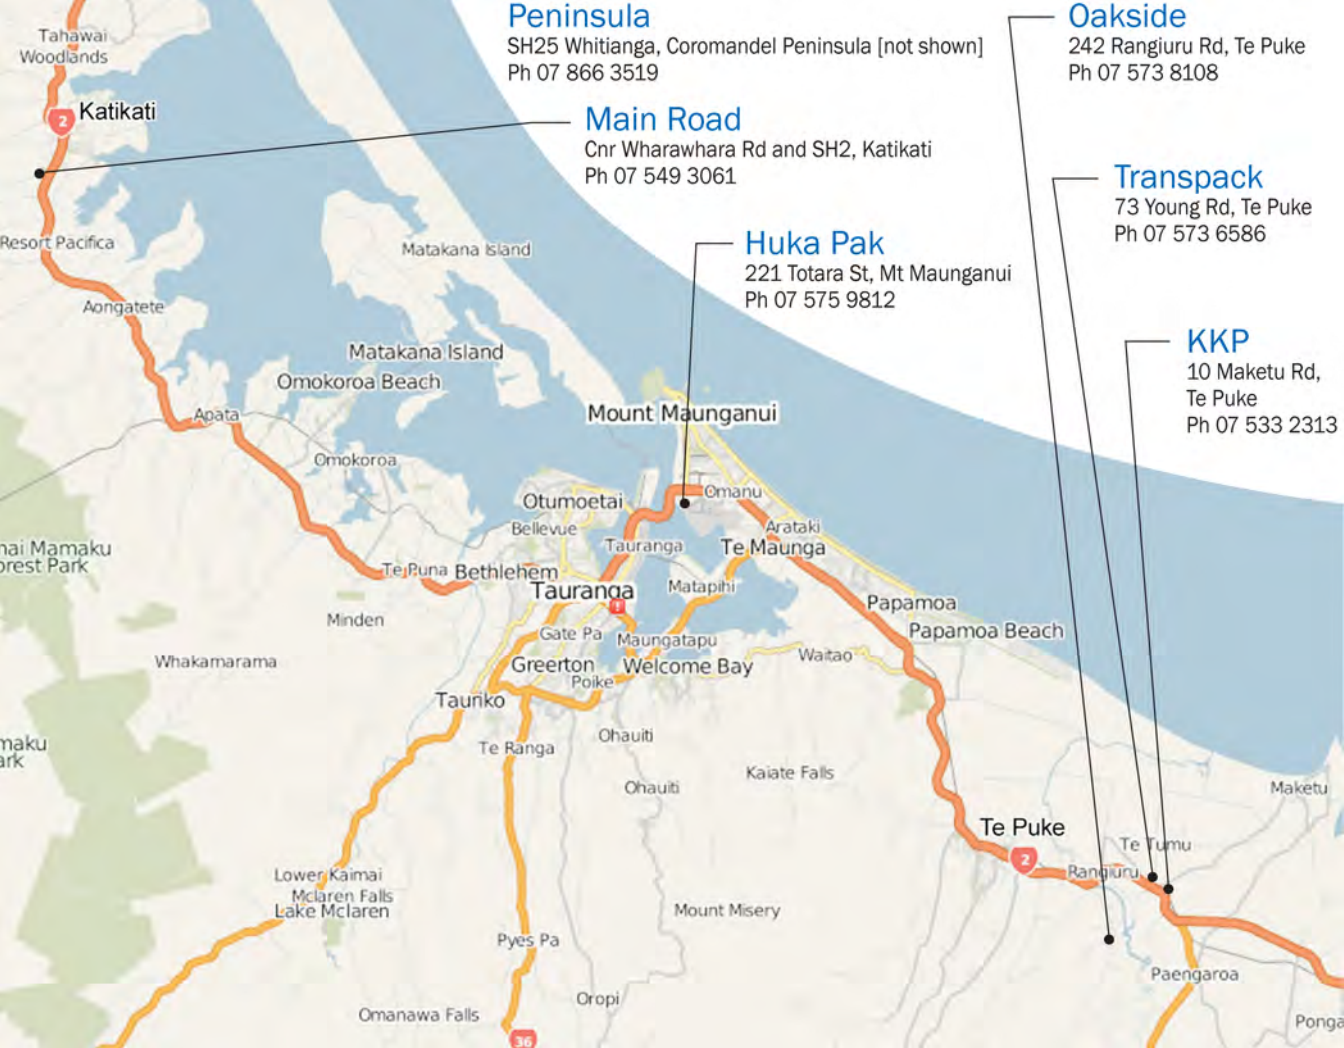 Peninsula
SH25 Whitianga, Coromandel Peninsula [not shown]
Ph 07 866 3519
Oakside
242 Rangiuru Rd, Te Puke
Ph 07 573 8108
Main Road
Cnr Wharawhara Rd and SH2, Katikati
Ph 07 549 3061
Transpack
73 Young Rd, Te Puke
Ph 07 573 6586
Huka Pak
221 Totara St, Mt Maunganui
Ph 07 575 9812
KKP
10 Maketu Rd,
Te Puke
Ph 07 533 2313
Tahawai
Woodlands
Katikati
2
Resort Pacifica
Matakana Island
Aongatete
Matakana Island
Omokoroa Beach
Apata
Mount Maunganui
Omokoroa
Otumoetai
Omanu
Bellevue
Arataki
Tauranga
Te Maunga
Mamaku
Forest Park
Te Puna
Bethlehem
Tauranga
Matapihi
Papamoa
Minden
Gate Pa
Maungatapu
Papamoa Beach
Whakamarama
Greerton
Welcome Bay
Waitao
Poike
Tauriko
Te Ranga
Ohauiti
Kaiate Falls
Ohauiti
Maketu
Te Puke
2
Te Tumu
Rangiuru
Lower Kaimai
Mclaren Falls
Lake Mclaren
Mount Misery
Pyes Pa
Paengaroa
Oropi
Omanawa Falls
36
Ponga